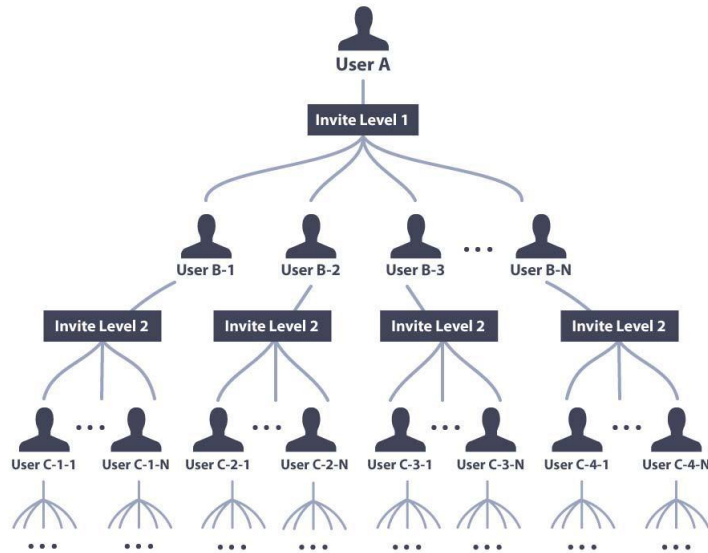 User A
Invite Level 1
User B-1 User B-2 User B-3 ... User B-N
Invite Level 2 Invite Level 2 Invite Level 2 Invite Level 2
... ... ... ...
User C-1-1 User C-1-N User C-2-1 User C-2-N User C-3-1 User C-3-N User C-4-1 User C-4-N
... ... ... ... ... ... ... ...